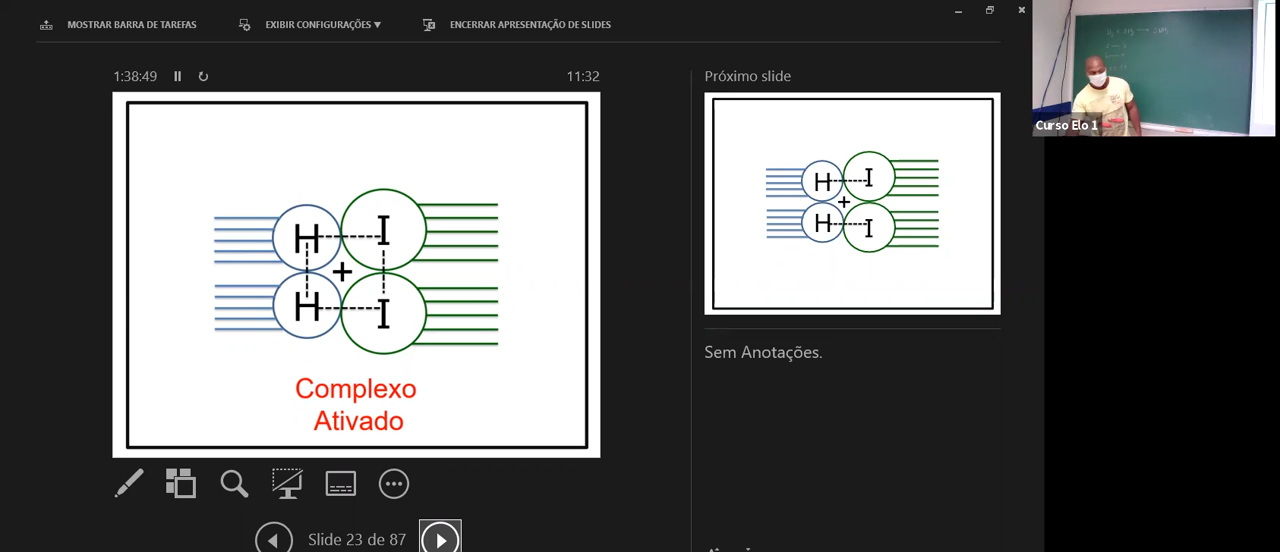 MOSTRAR BARRA DE TAREFAS
EXIBIR CONFIGURAÇÕES ▼
ENCERRAR APRESENTAÇÃO DE SLIDES
1:38:49
11:32
H I
+
H I
Complexo
Ativado
Slide 23 de 87
Próximo slide
H I
+
H I
Sem Anotações.
Curso Elo 1